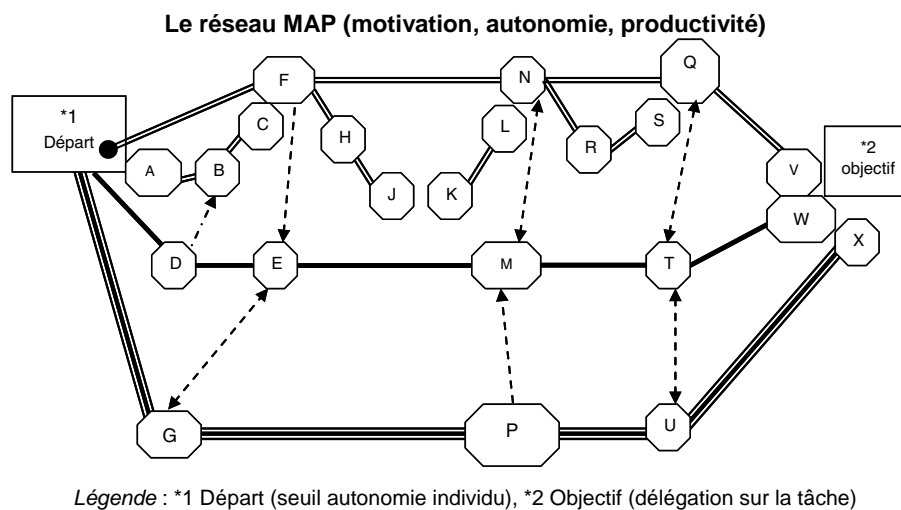 Le réseau MAP (motivation, autonomie, productivité)
F
N
Q
*1
Départ
C
L
S
H
R
*2
objectif
A
B
V
J
K
W
X
D
E
M
T
G
P
U
Légende : *1 Départ (seuil autonomie individu), *2 Objectif (délégation sur la tâche)